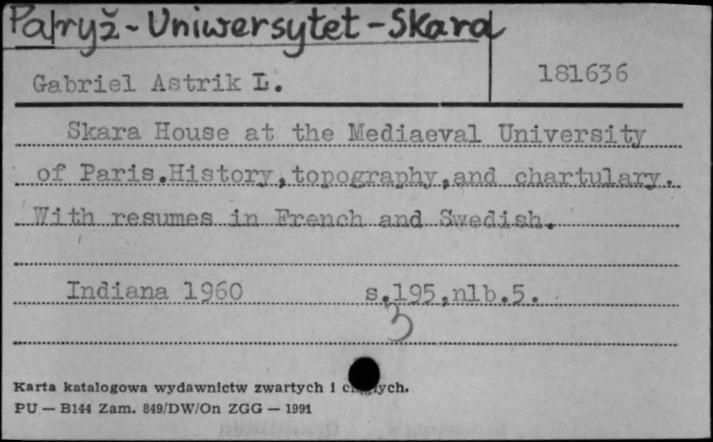 Paryż - Uniwersytet - Skara
Gabriel Astrik L.
181636
Skara House at the Mediaeval University
of Paris.History,topography,and chartulary.
With resumes in French and Swedish.
Indiana 1960 s.195,nlb.5.
3
Karta katalogowa wydawnictw zwartych i ciągłych.
PU — B144 Zam. 849/DW/On ZGG — 1991